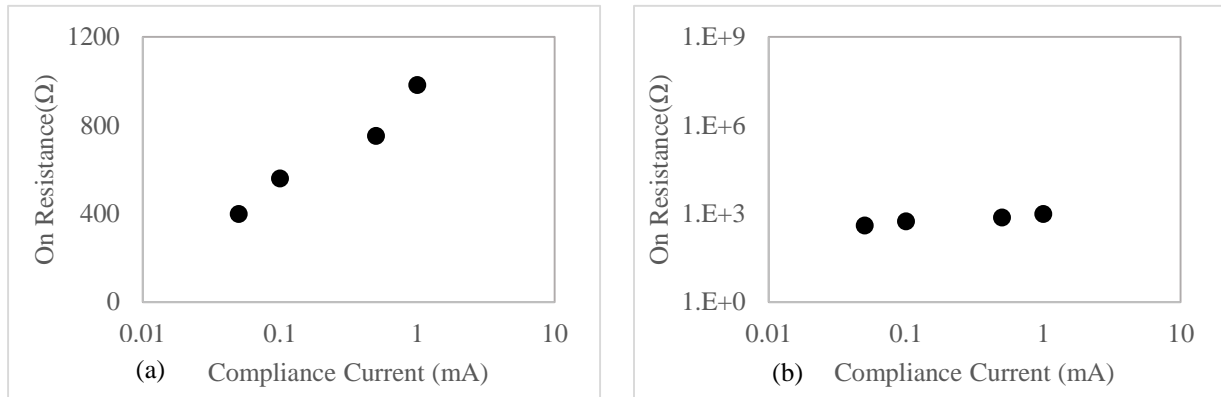 On Resistance(Ω)
1200
800
400
0
0.01 0.1 1 10
(a) Compliance Current (mA)
On Resistance(Ω)
1.E+9
1.E+6
1.E+3
1.E+0
0.01 0.1 1 10
(b) Compliance Current (mA)